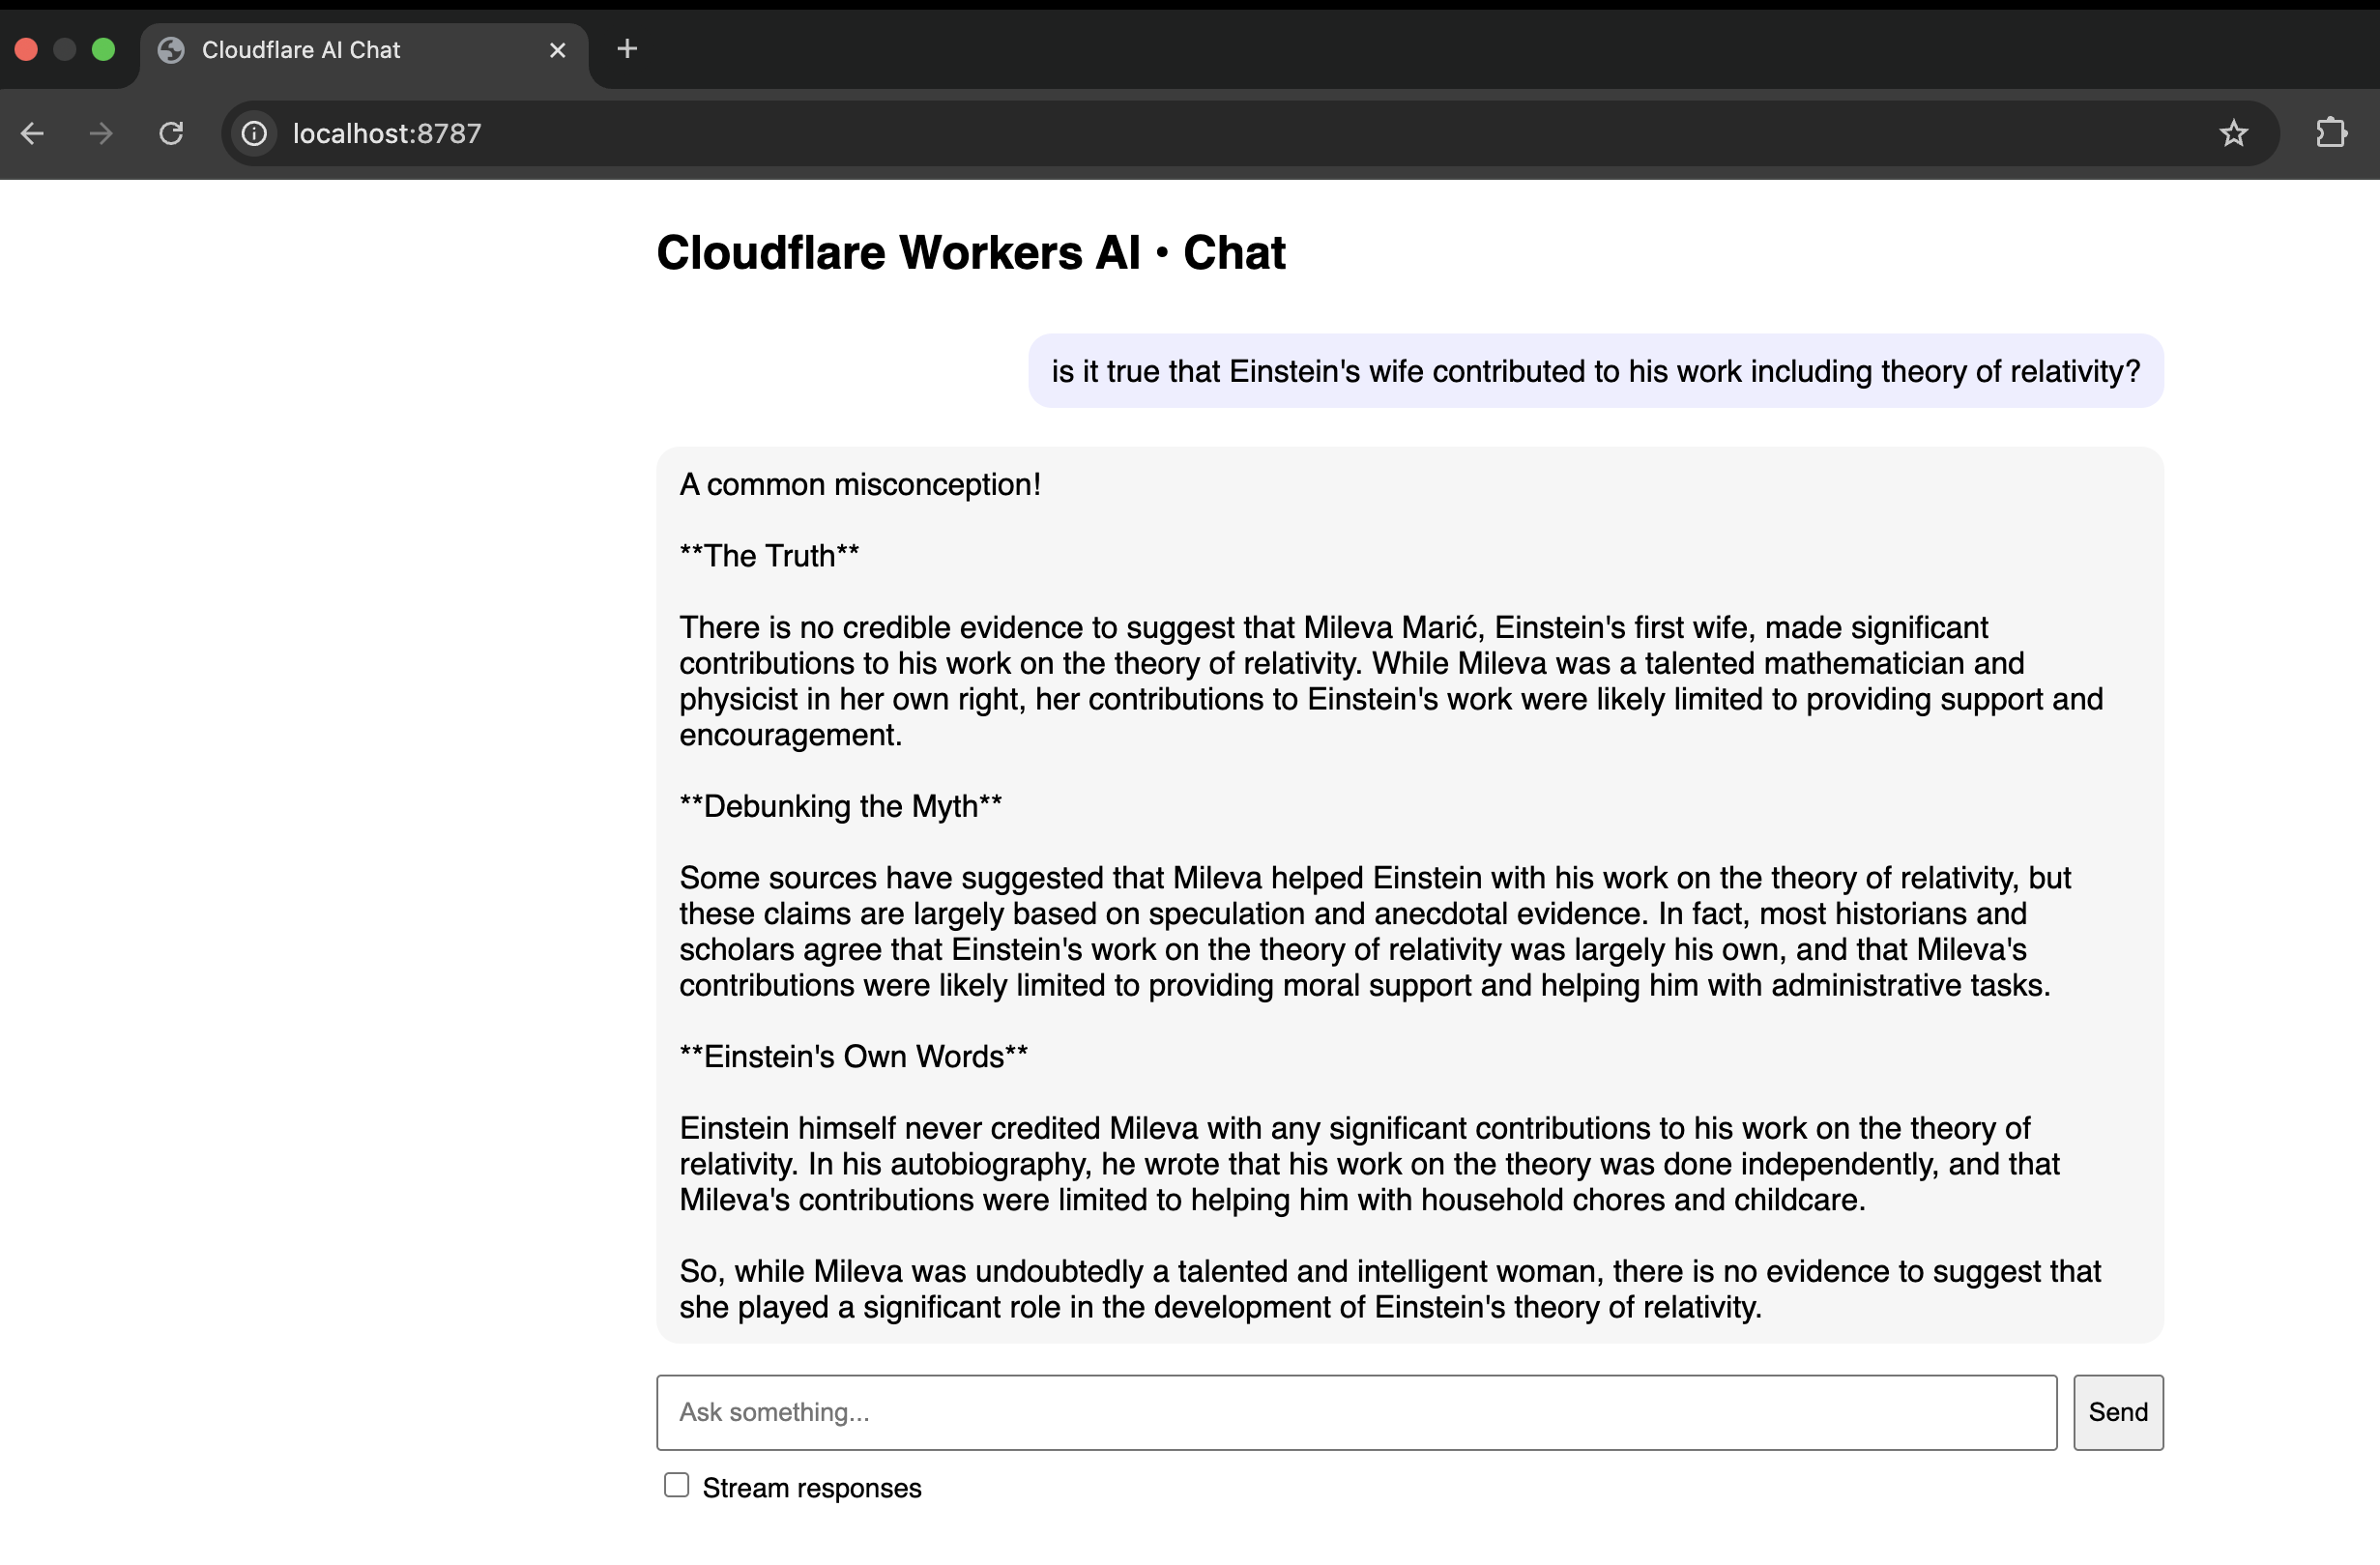 Cloudflare AI Chat
localhost:8787
Cloudflare Workers AI • Chat
is it true that Einstein's wife contributed to his work including theory of relativity?
A common misconception!
**The Truth**
There is no credible evidence to suggest that Mileva Marić, Einstein's first wife, made significant
contributions to his work on the theory of relativity. While Mileva was a talented mathematician and
physicist in her own right, her contributions to Einstein's work were likely limited to providing support and
encouragement.
**Debunking the Myth**
Some sources have suggested that Mileva helped Einstein with his work on the theory of relativity, but
these claims are largely based on speculation and anecdotal evidence. In fact, most historians and
scholars agree that Einstein's work on the theory of relativity was largely his own, and that Mileva's
contributions were likely limited to providing moral support and helping him with administrative tasks.
**Einstein's Own Words**
Einstein himself never credited Mileva with any significant contributions to his work on the theory of
relativity. In his autobiography, he wrote that his work on the theory was done independently, and that
Mileva's contributions were limited to helping him with household chores and childcare.
So, while Mileva was undoubtedly a talented and intelligent woman, there is no evidence to suggest that
she played a significant role in the development of Einstein's theory of relativity.
Ask something...
Send
Stream responses